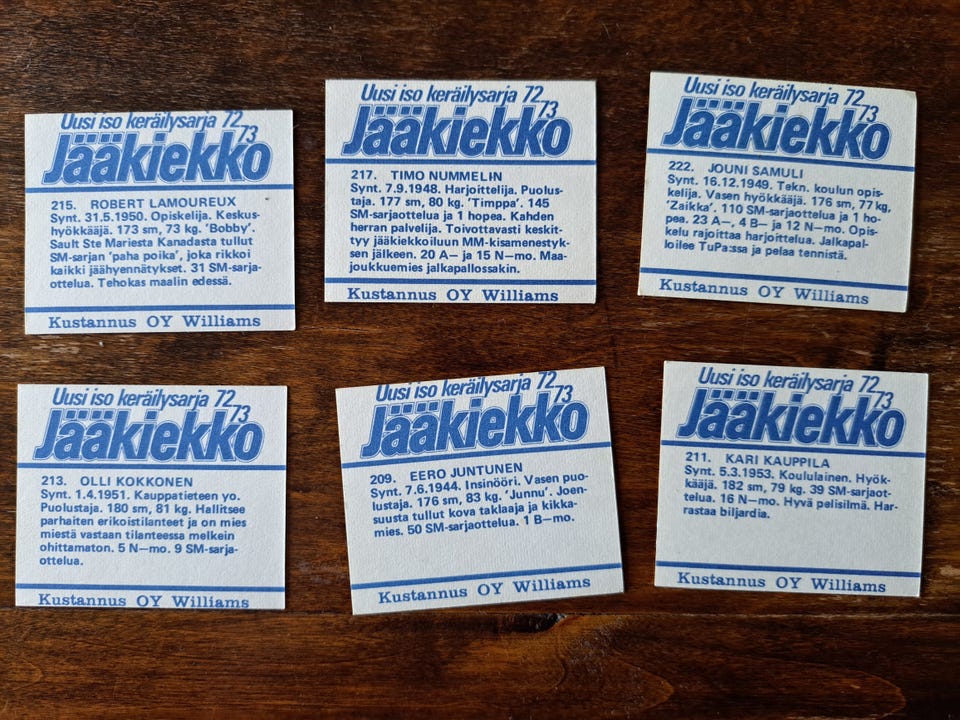 Uusi iso keräilysarja 72
73
Jääkiekko
215. ROBERT LAMOUREUX
Synt. 31.5.1950. Opiskelija. Keskus-
hyökkääjä. 173 sm, 73 kg. 'Bobby'.
Sault Ste Mariesta Kanadasta tullut
SM-sarjan 'paha poika', joka rikkoi
kaikki jäähyennätykset. 31 SM-sarja-
ottelua. Tehokas maalin edessä.
Kustannus OY Williams
Uusi iso keräilysarja 72
73
Jääkiekko
217. TIMO NUMMELIN
Synt. 7.9.1948. Harjoittelija. Puolus-
taja. 177 sm, 80 kg. 'Timppa'. 145
SM-sarjaottelua ja 1 hopea. Kahden
herran palvelija. Toivottavasti keskit-
tyy jääkiekkoiluun MM-kisamenestyk-
sen jälkeen. 20 A— ja 15 N—mo. Maa-
joukkuemies jalkapallossakin.
Kustannus OY Williams
Uusi iso keräilysarja 72
73
Jääkiekko
222. JOUNI SAMULI
Synt. 16.12.1949. Tekn. koulun opis-
kelija. Vasen hyökkääjä. 176 sm, 77 kg,
'Zaikka'. 110 SM-sarjaottelua ja 1 ho-
pea. 23 A—, 4 B— ja 12 N—mo. Opis-
kelu rajoittaa harjoittelua. Jalkapal-
loilee TuPa:ssa ja pelaa tennistä.
Kustannus OY Williams
Uusi iso keräilysarja 72
73
Jääkiekko
213. OLLI KOKKONEN
Synt. 1.4.1951. Kauppatieteen yo.
Puolustaja. 180 sm, 81 kg. Hallitsee
parhaiten erikoistilanteet ja on mies
miestä vastaan tilanteessa melkein
ohittamaton. 5 N—mo. 9 SM-sarja-
ottelua.
Kustannus OY Williams
Uusi iso keräilysarja 72
73
Jääkiekko
209. EERO JUNTUNEN
Synt. 7.6.1944. Insinööri. Vasen puo-
lustaja. 176 sm, 83 kg. 'Junnu'. Joen-
suusta tullut kova taklaaja ja kikka-
mies. 50 SM-sarjaottelua. 1 B—mo.
Kustannus OY Williams
Uusi iso keräilysarja 72
73
Jääkiekko
211. KARI KAUPPILA
Synt. 5.3.1953. Koululainen. Hyök-
kääjä. 182 sm, 79 kg. 39 SM-sarjaot-
telua. 16 N—mo. Hyvä pelisilmä. Har-
rastaa biljardia.
Kustannus OY Williams